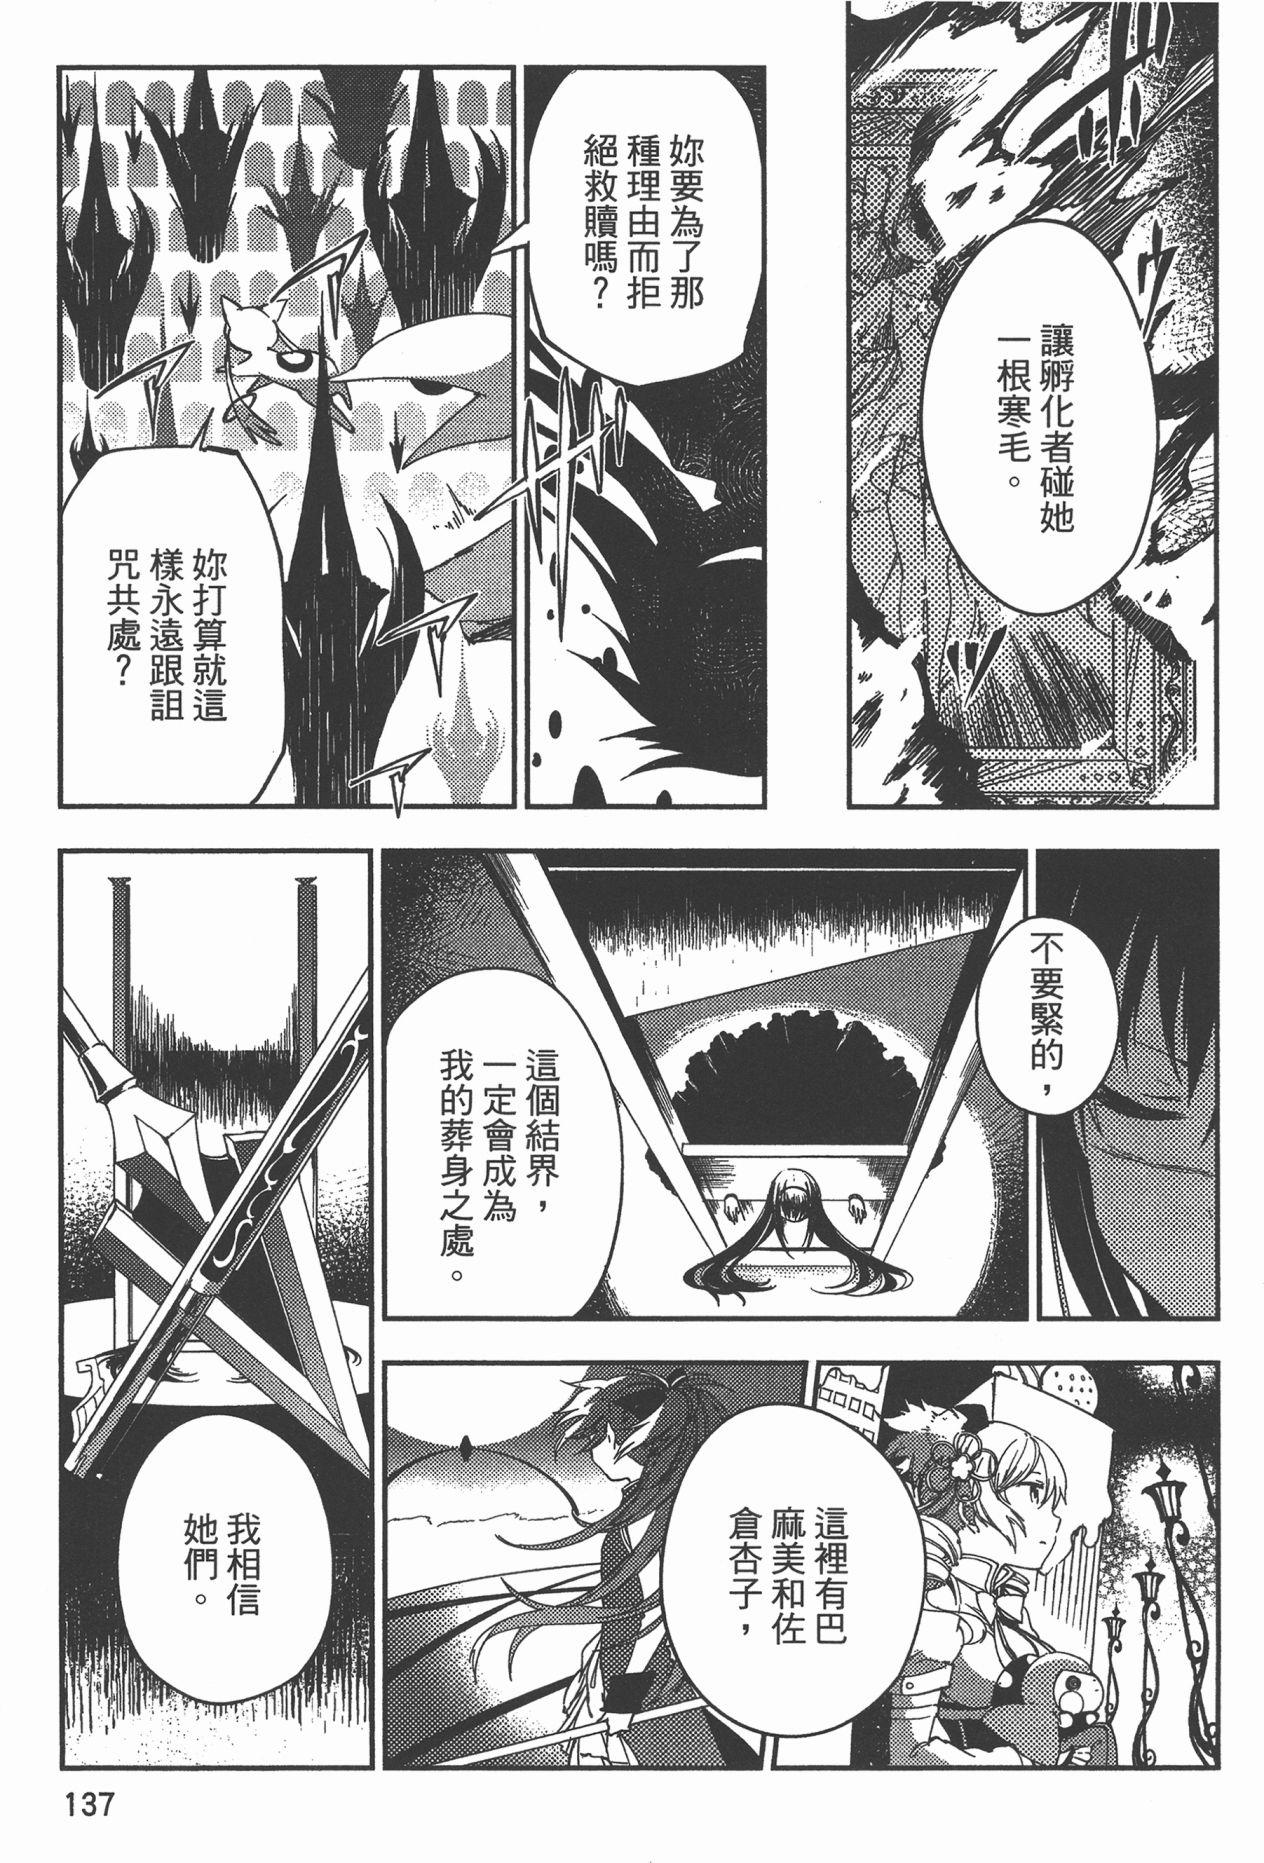 讓孵化者碰她
一根寒毛。
妳要為了那
種理由而拒
絕救贖嗎？
妳打算就這
樣永遠跟詛
咒共處？
不要緊的，
這個結界，
一定會成為
我的葬身之處。
這裡有巴
麻美和佐
倉杏子，
我相信
她們。
137